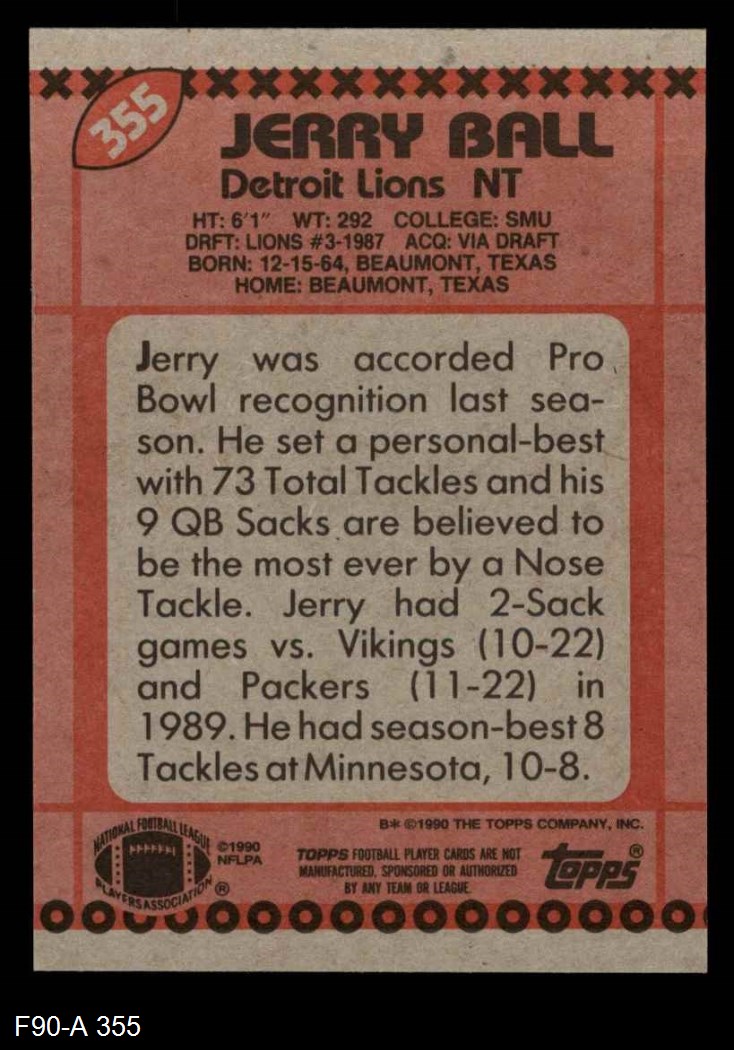 355
JERRY BALL
Detroit Lions NT
HT: 6'1" WT: 292 COLLEGE: SMU
DRFT: LIONS #3-1987 ACQ: VIA DRAFT
BORN: 12-15-64, BEAUMONT, TEXAS
HOME: BEAUMONT, TEXAS
Jerry was accorded Pro
Bowl recognition last sea-
son. He set a personal-best
with 73 Total Tackles and his
9 QB Sacks are believed to
be the most ever by a Nose
Tackle. Jerry had 2-Sack
games vs. Vikings (10-22)
and Packers (11-22) in
1989. He had season-best 8
Tackles at Minnesota, 10-8.
B* ©1990 THE TOPPS COMPANY, INC.
NATIONAL FOOTBALL LEAGUE
PLAYERS ASSOCIATION ®
©1990
NFLPA
TOPPS FOOTBALL PLAYER CARDS ARE NOT
MANUFACTURED, SPONSORED OR AUTHORIZED
BY ANY TEAM OR LEAGUE
topps®
F90-A 355